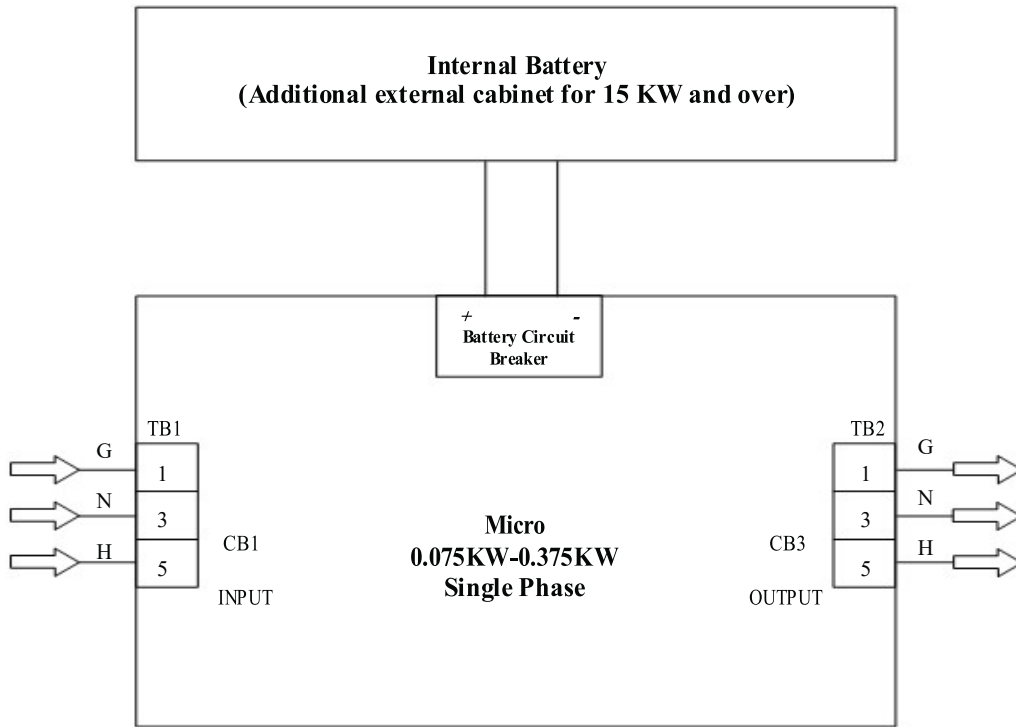 Internal Battery
(Additional external cabinet for 15 KW and over)
+ -
Battery Circuit
Breaker
TB1
G
1
N
3
H
5
CB1
INPUT
Micro
0.075KW-0.375KW
Single Phase
TB2
G
1
N
3
H
5
CB3
OUTPUT